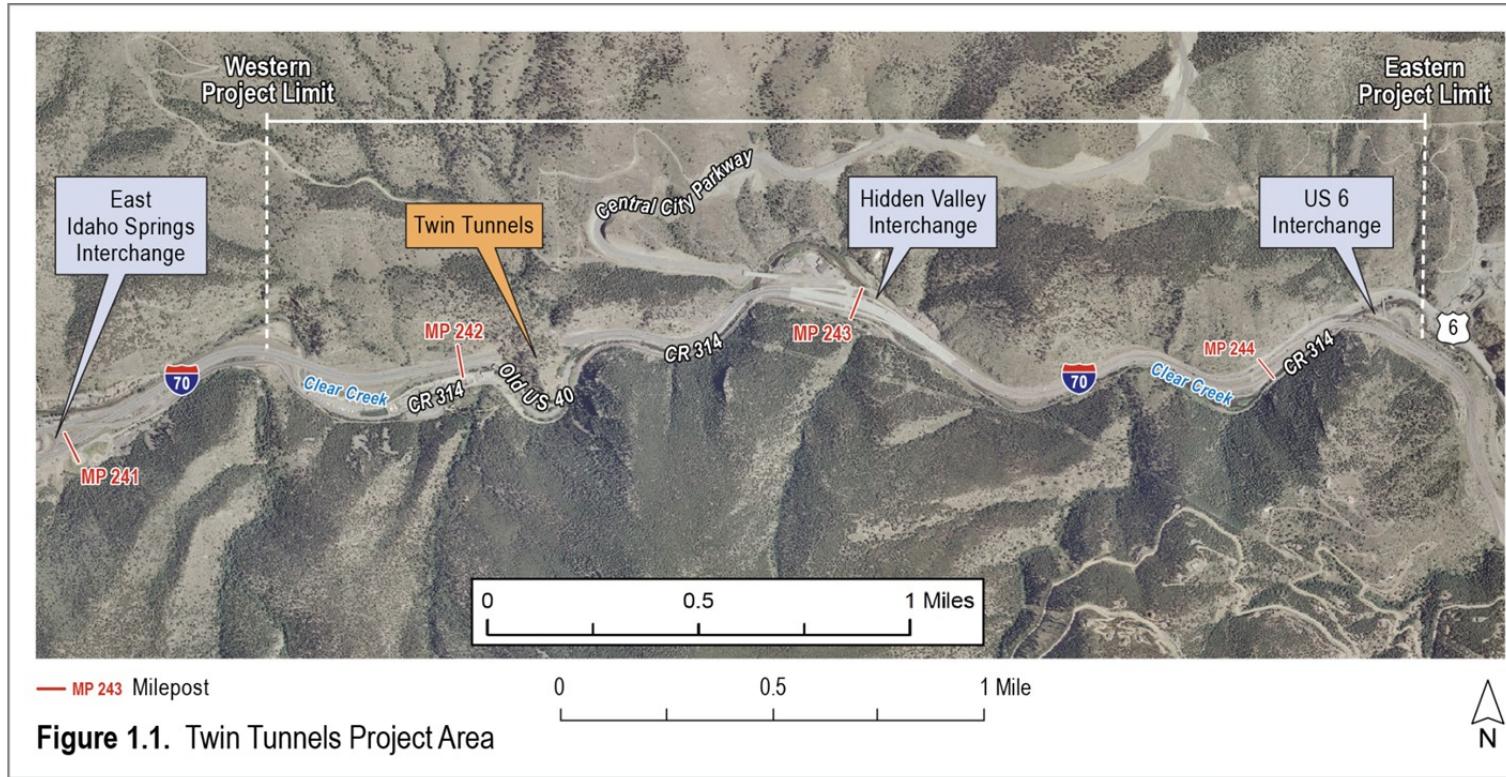 Western
Project Limit
Eastern
Project Limit
East
Idaho Springs
Interchange
Twin Tunnels
Central City Parkway
Hidden Valley
Interchange
US 6
Interchange
MP 242
MP 243
CR 314
MP 244
CR 314
6
70
Clear Creek
CR 314
Old US 40
70
Clear Creek
MP 241
0 0.5 1 Miles
MP 243 Milepost
0 0.5 1 Mile
Figure 1.1. Twin Tunnels Project Area
N